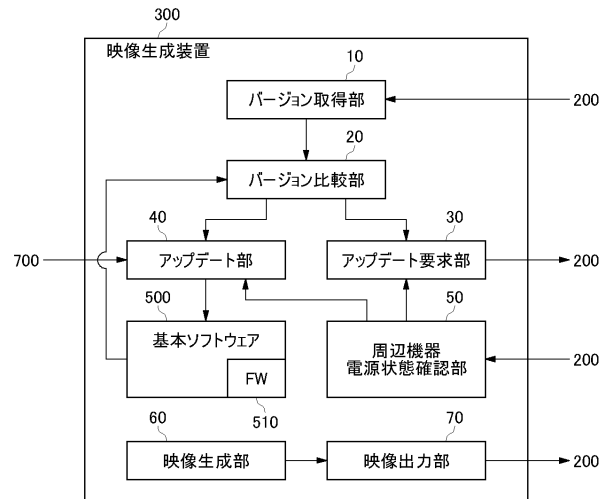 300
映像生成装置
10
バージョン取得部
200
20
バージョン比較部
40
30
700
アップデート部
アップデート要求部
200
500
50
基本ソフトウェア
FW
510
周辺機器
電源状態確認部
200
60
70
映像生成部
映像出力部
200